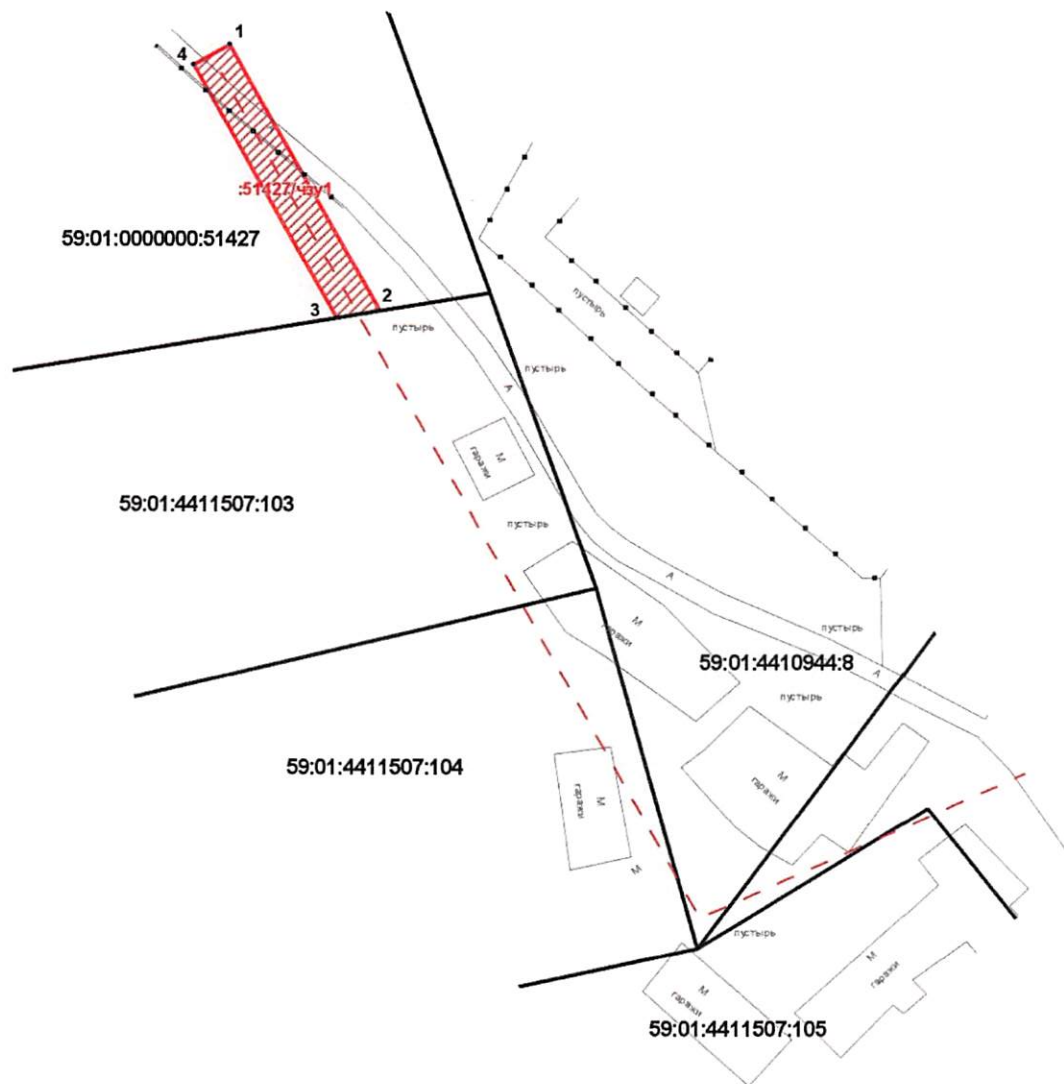 1
4
:51427/чзу1
59:01:0000000:51427
2
3
пустырь
пустырь
пустырь
А
М
гаражи
59:01:4411507:103
пустырь
А
М
гаражи
пустырь
59:01:4410944:8
А
пустырь
59:01:4411507:104
М
гаражи
М
гаражи
М
пустырь
М
гаражи
М
гаражи
59:01:4411507:105